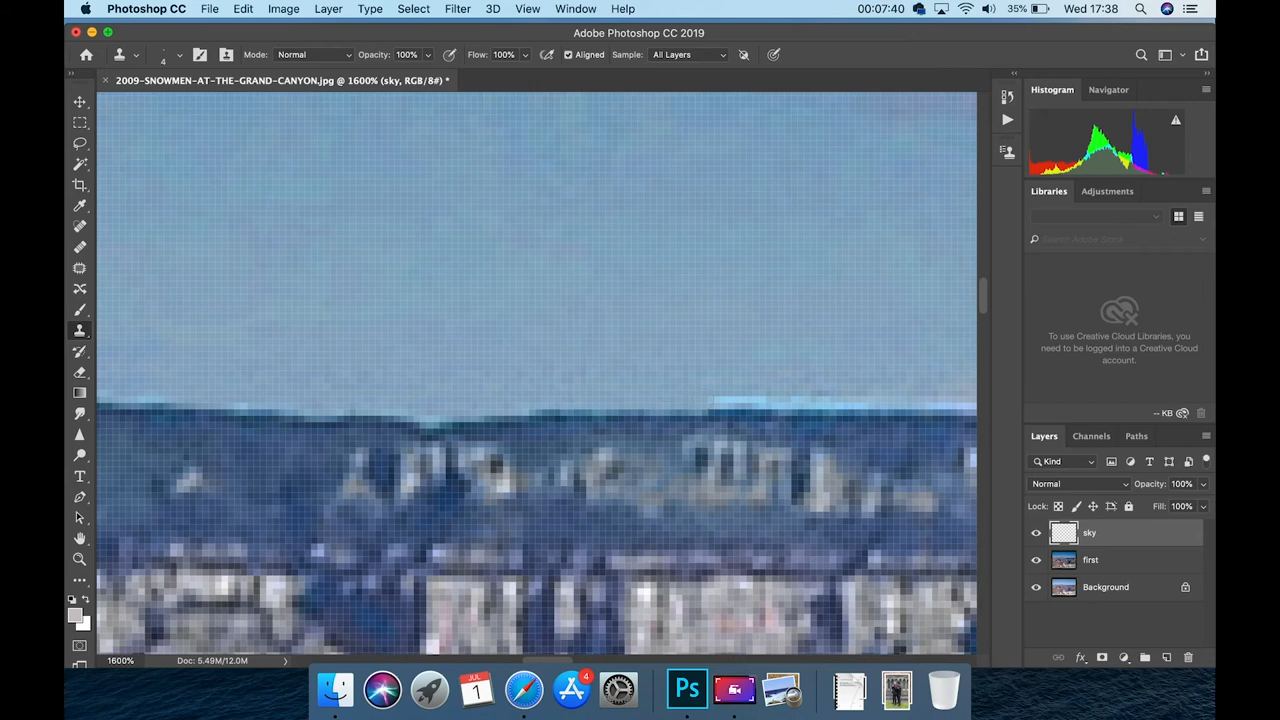 Photoshop CC File Edit Image Layer Type Select Filter 3D View Window Help 00:07:40 35% Wed 17:38
Adobe Photoshop CC 2019
4 Mode: Normal Opacity: 100% Flow: 100% Aligned Sample: All Layers
2009-SNOWMEN-AT-THE-GRAND-CANYON.jpg @ 1600% (sky, RGB/8#) *
Histogram Navigator
Libraries Adjustments
Search Adobe Stock
To use Creative Cloud Libraries, you
need to be logged into a Creative Cloud
account.
-- KB
Layers Channels Paths
Kind
Normal Opacity: 100%
Lock: Fill: 100%
sky
first
Background
1600% Doc: 5.49M/12.0M
JUL
1
4
Ps